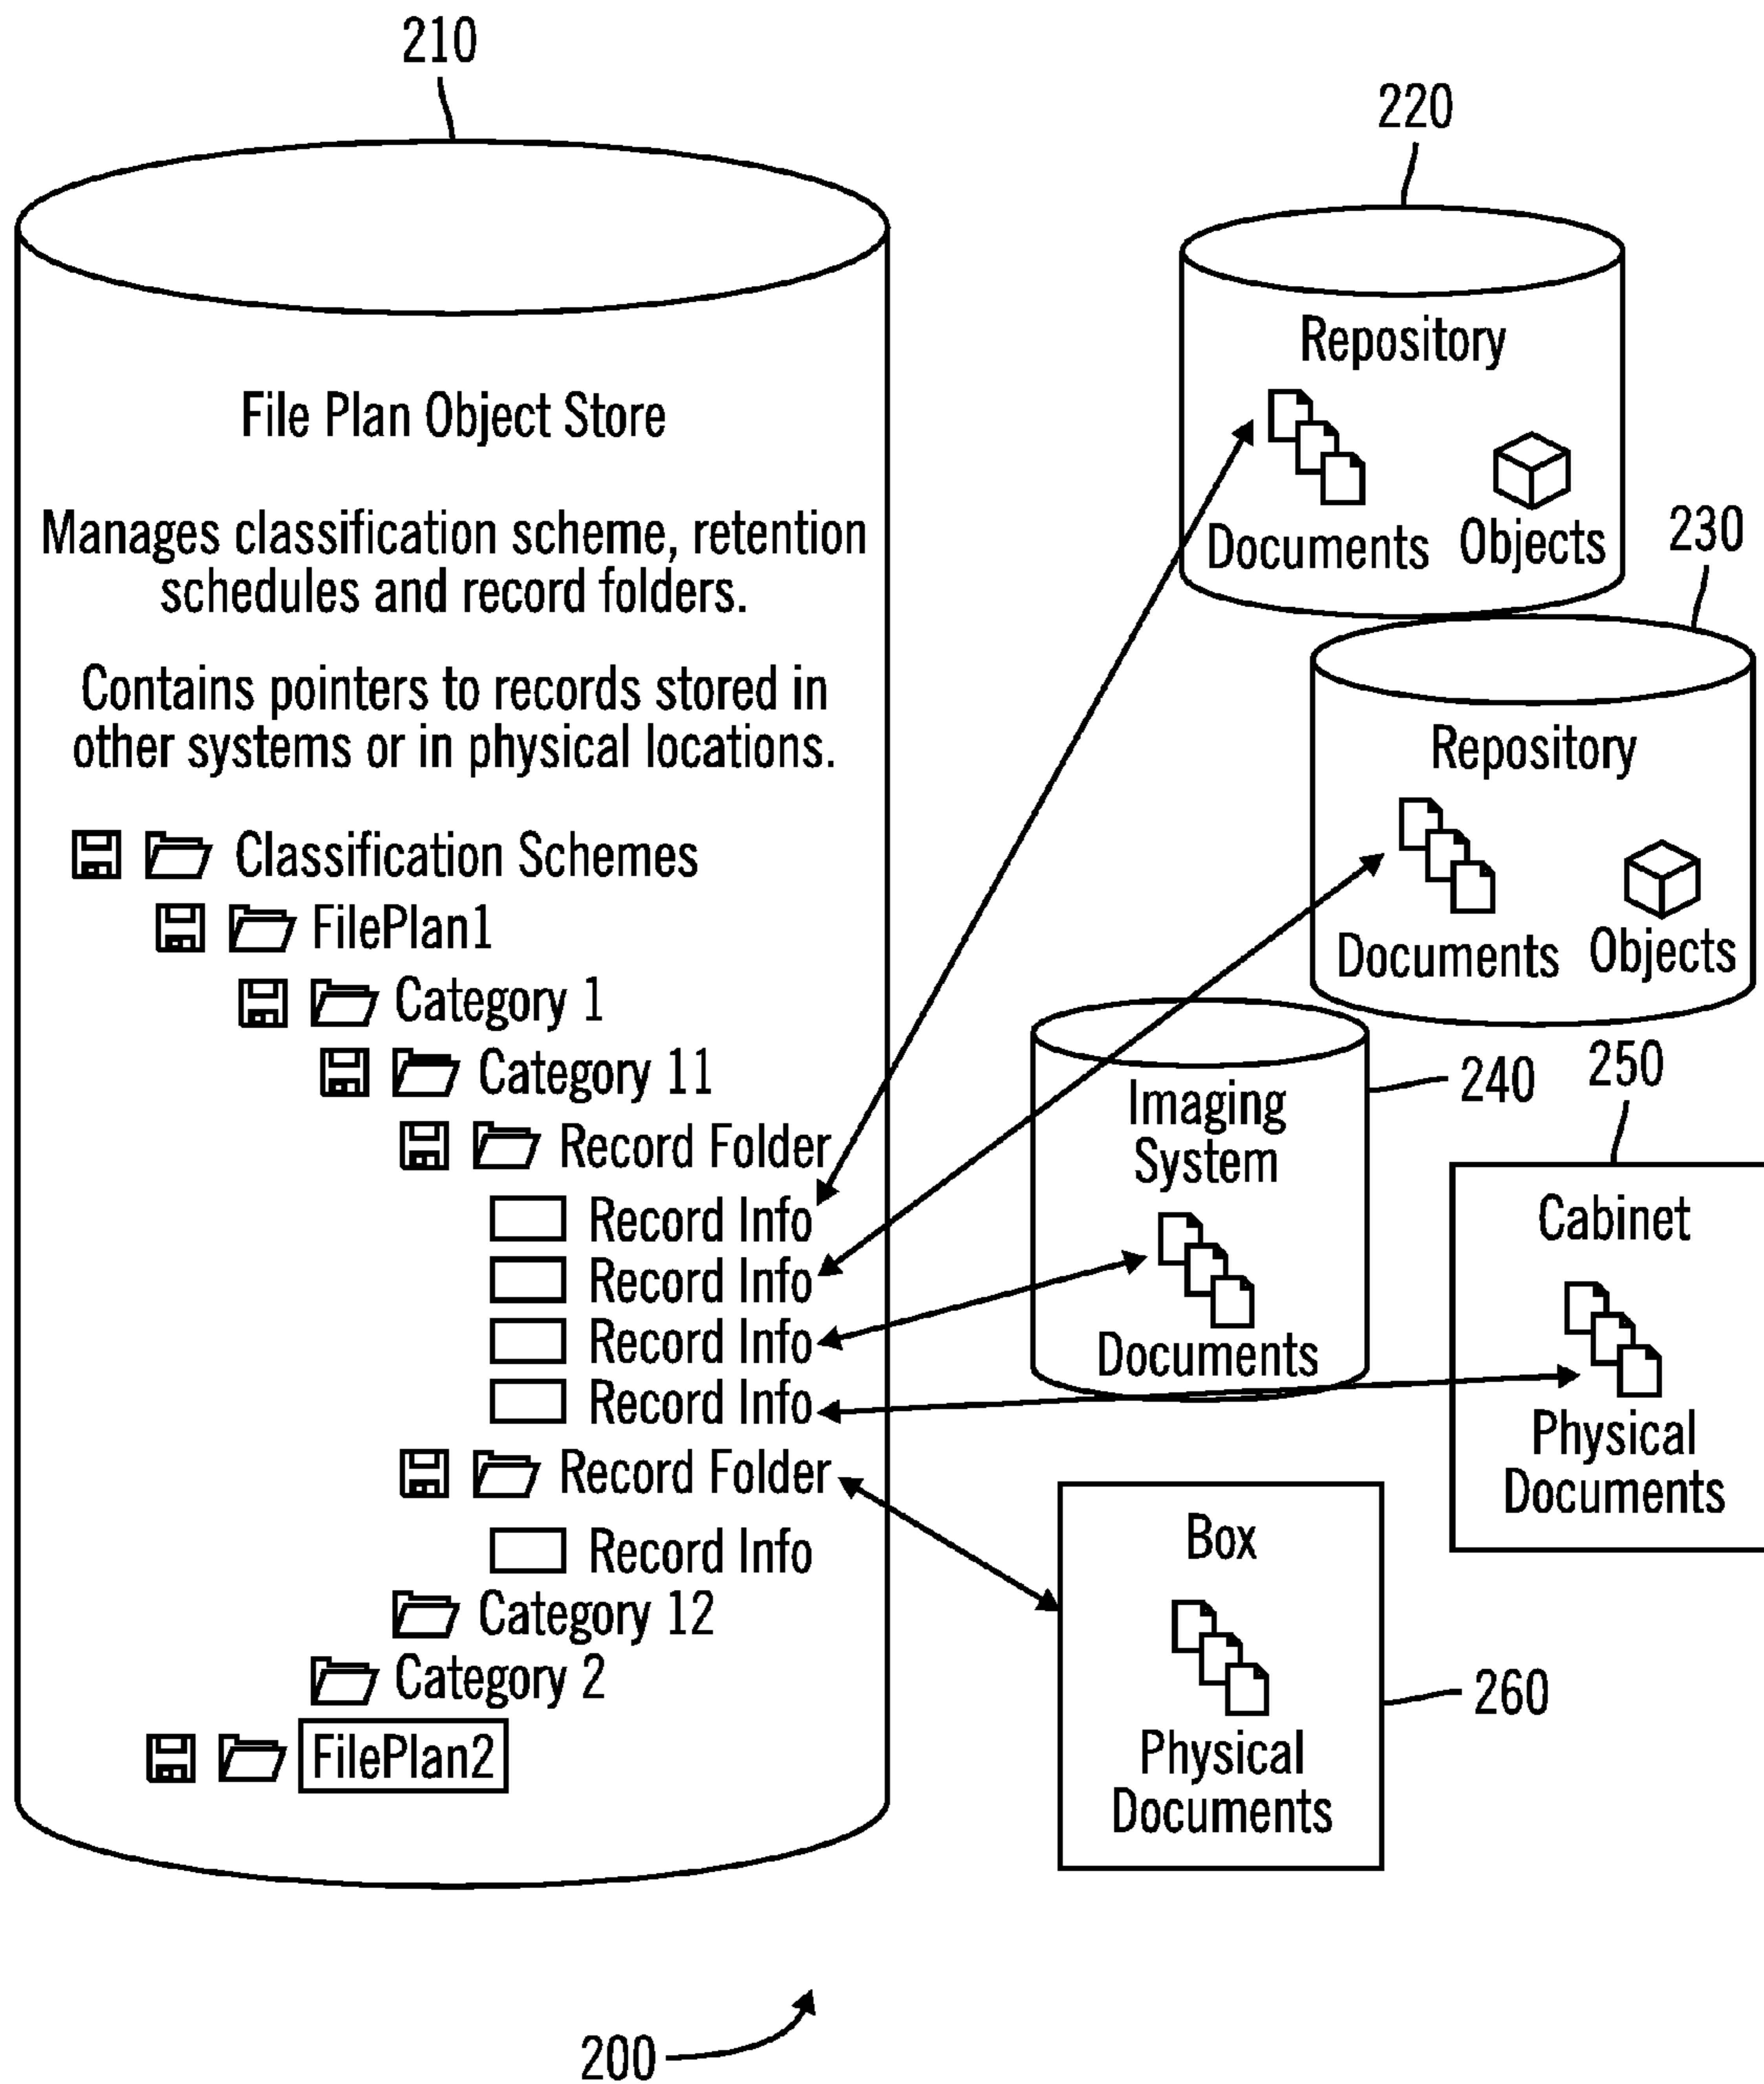 210
File Plan Object Store
Manages classification scheme, retention
schedules and record folders.
Contains pointers to records stored in
other systems or in physical locations.
Classification Schemes
FilePlan1
Category 1
Category 11
Record Folder
Record Info
Record Info
Record Info
Record Info
Record Folder
Record Info
Category 12
Category 2
FilePlan2
220
Repository
Documents
Objects
230
Repository
Documents
Objects
240
Imaging
System
Documents
250
Cabinet
Physical
Documents
260
Box
Physical
Documents
200